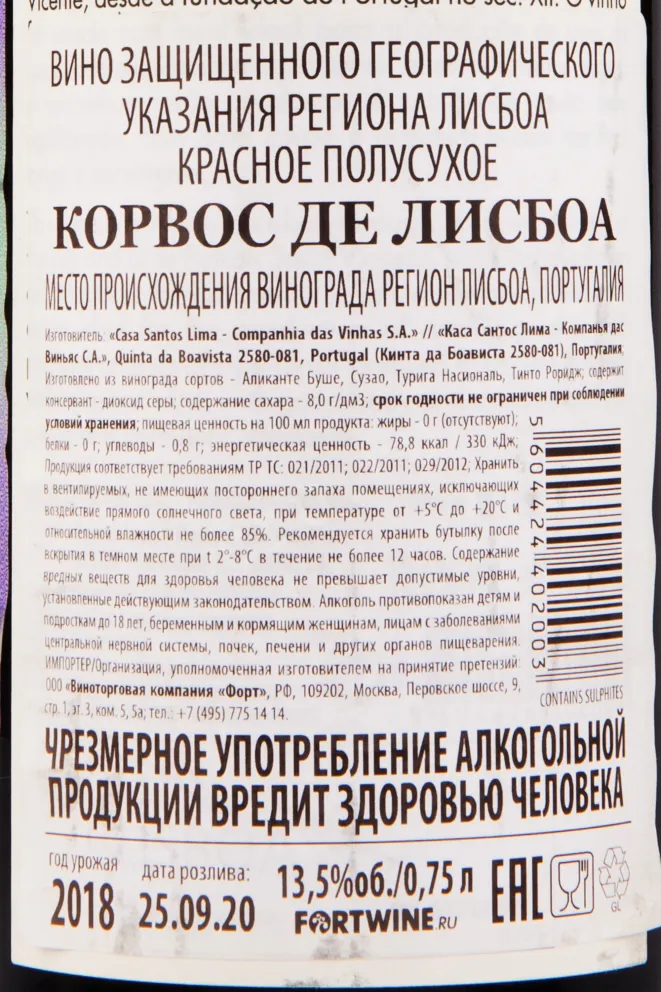 Vicente, desde a fundação de Portugal no séc. XII. O vinho
ВИНО ЗАЩИЩЕННОГО ГЕОГРАФИЧЕСКОГО
УКАЗАНИЯ РЕГИОНА ЛИСБОА
КРАСНОЕ ПОЛУСУХОЕ
КОРВОС ДЕ ЛИСБОА
МЕСТО ПРОИСХОЖДЕНИЯ ВИНОГРАДА РЕГИОН ЛИСБОА, ПОРТУГАЛИЯ
Изготовитель: «Casa Santos Lima - Companhia das Vinhas S.A.» // «Каса Сантос Лима - Компанья дас
Виньяс С.А.», Quinta da Boavista 2580-081, Portugal (Кинта да Боависта 2580-081), Португалия,
Изготовлено из винограда сортов - Аликанте Буше, Сузао, Турига Насиональ, Тинто Роридж; содержит
консервант - диоксид серы; содержание сахара - 8,0 г/дм3; срок годности не ограничен при соблюдении
условий хранения; пищевая ценность на 100 мл продукта: жиры - 0 г (отсутствуют);
белки - 0 г; углеводы - 0,8 г; энергетическая ценность - 78,8 ккал / 330 кДж;
Продукция соответствует требованиям ТР ТС: 021/2011; 022/2011; 029/2012; Хранить
в вентилируемых, не имеющих постороннего запаха помещениях, исключающих
воздействие прямого солнечного света, при температуре от +5°С до +20°С и
относительной влажности не более 85%. Рекомендуется хранить бутылку после
вскрытия в темном месте при t 2°-8°С в течение не более 12 часов. Содержание
вредных веществ для здоровья человека не превышает допустимые уровни,
установленные действующим законодательством. Алкоголь противопоказан детям и
подросткам до 18 лет, беременным и кормящим женщинам, лицам с заболеваниями
центральной нервной системы, почек, печени и других органов пищеварения.
ИМПОРТЕР/Организация, уполномоченная изготовителем на принятие претензий:
ООО «Виноторговая компания «Форт», РФ, 109202, Москва, Перовское шоссе, 9,
стр. 1, эт. 3, ком. 5, 5а; тел.: +7 (495) 775 14 14.
5 604424 402003
CONTAINS SULPHITES
ЧРЕЗМЕРНОЕ УПОТРЕБЛЕНИЕ АЛКОГОЛЬНОЙ
ПРОДУКЦИИ ВРЕДИТ ЗДОРОВЬЮ ЧЕЛОВЕКА
год урожая
2018
дата розлива:
25.09.20
13,5%об./0,75 л
FORTWINE.RU
EAC
GL